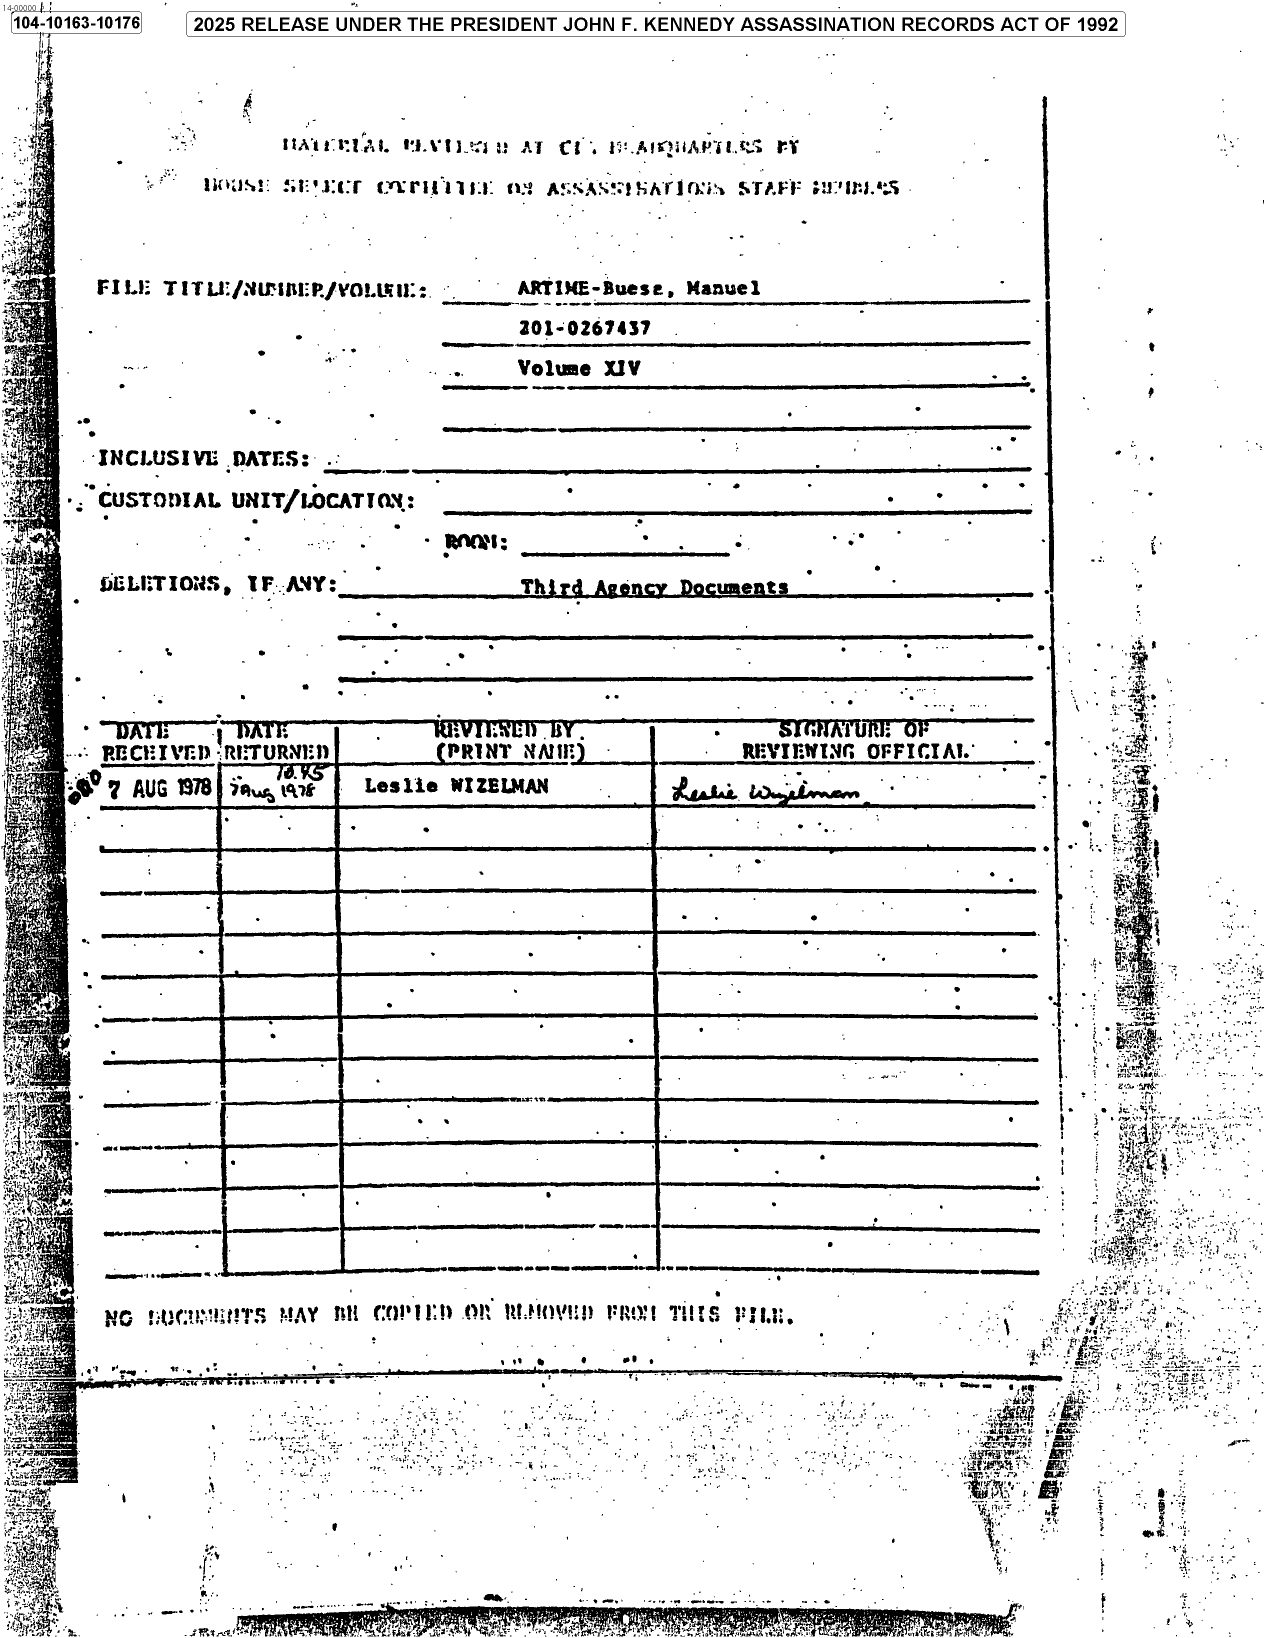 14-00000
104-10163-10176
2025 RELEASE UNDER THE PRESIDENT JOHN F. KENNEDY ASSASSINATION RECORDS ACT OF 1992
MATERIAL REVIEWED AT CIA HEADQUARTERS BY
HOUSE SELECT COMMITTEE ON ASSASSINATIONS STAFF MEMBERS
FILE TITLE/NUMBER/VOLUME: ARTIME-Buesa, Manuel
201-0267437
Volume XIV
INCLUSIVE DATES:
CUSTODIAL UNIT/LOCATION:
ROOM:
DELETIONS, IF ANY: Third Agency Documents
DATE RECEIVED DATE RETURNED REVIEWED BY (PRINT NAME) SIGNATURE OF REVIEWING OFFICIAL
7 AUG 1978 10.45 7 Aug 1978 Leslie WIZELMAN Leslie Wizelman
NO DOCUMENTS MAY BE COPIED OR REMOVED FROM THIS FILE.